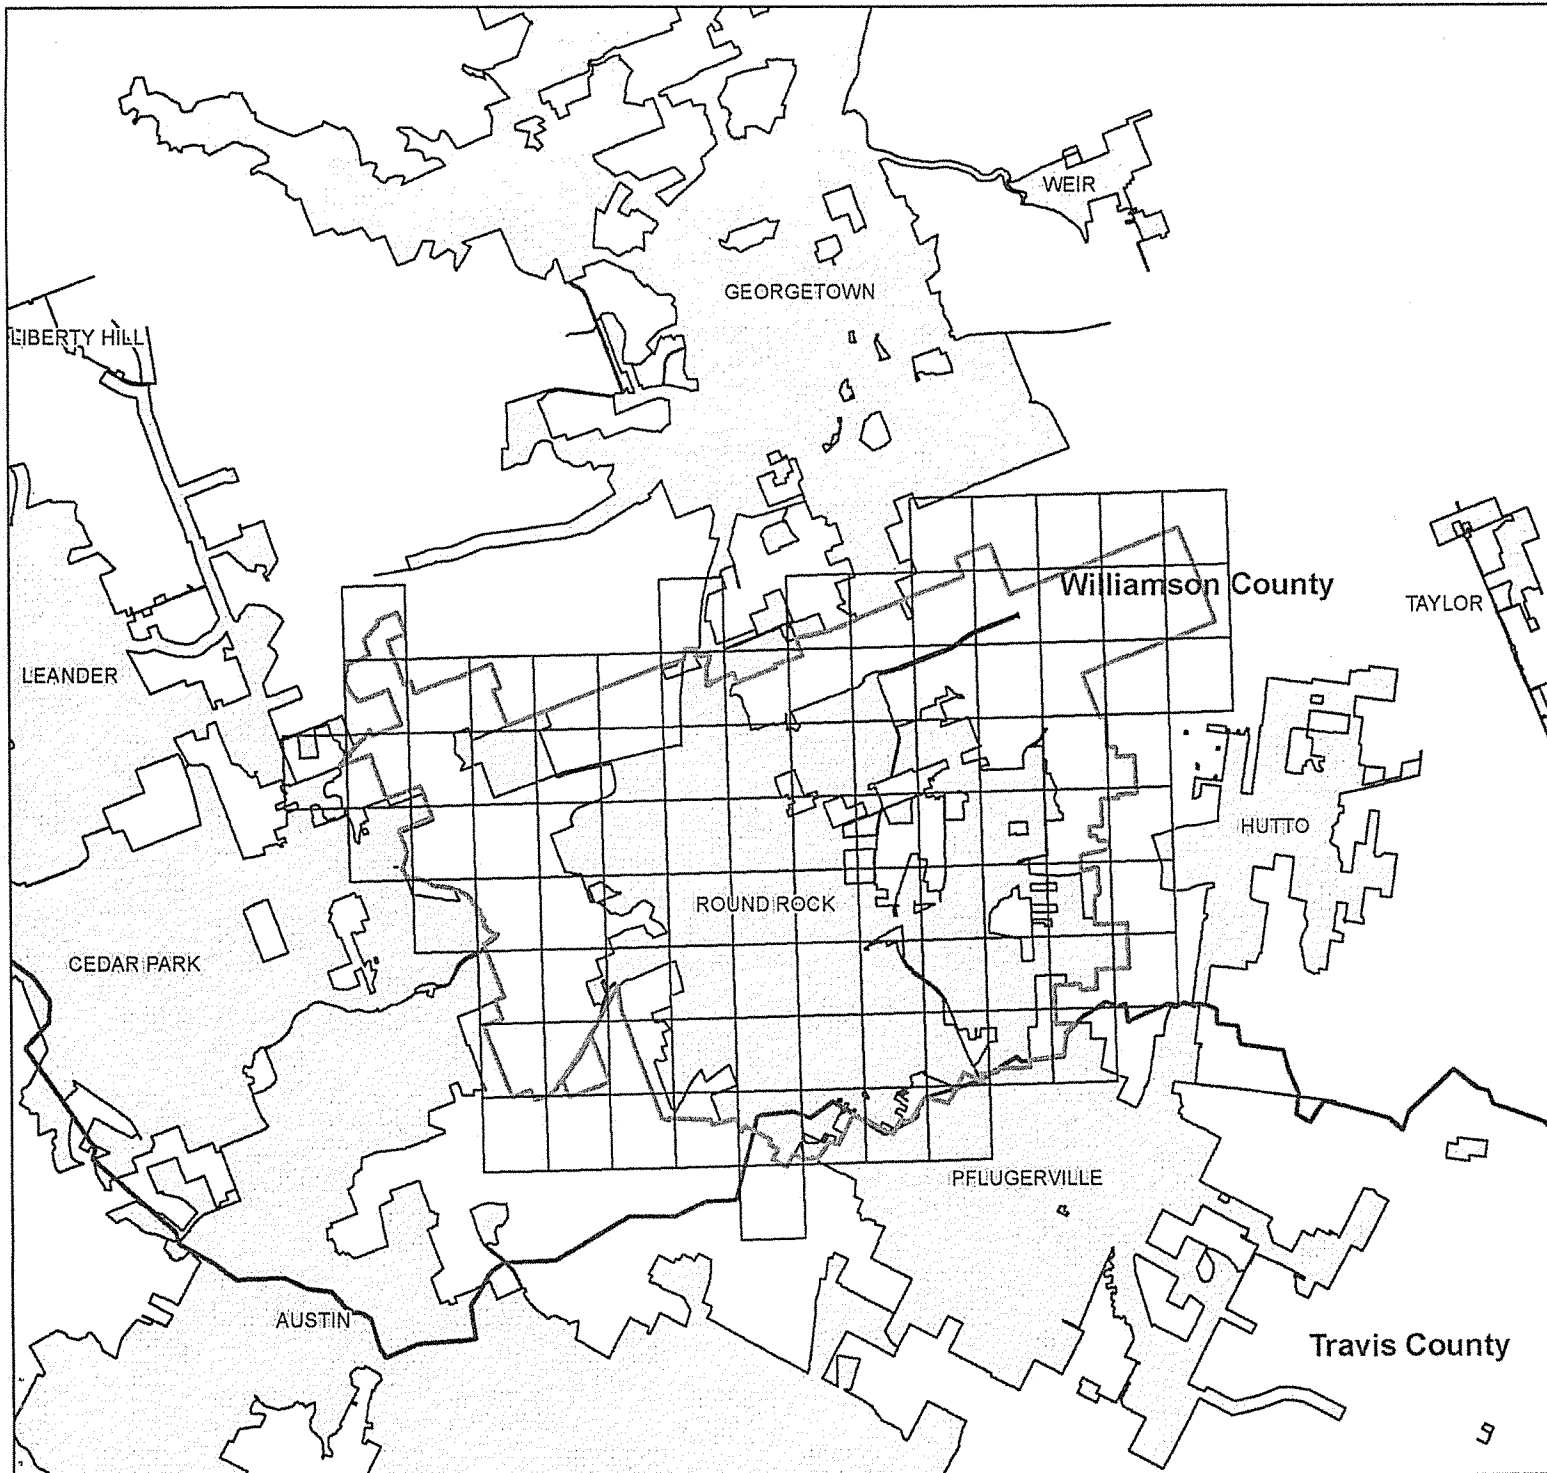 WEIR
GEORGETOWN
LIBERTY HILL
Williamson County
TAYLOR
LEANDER
HUTTO
ROUND ROCK
CEDAR PARK
PFLUGERVILLE
AUSTIN
Travis County